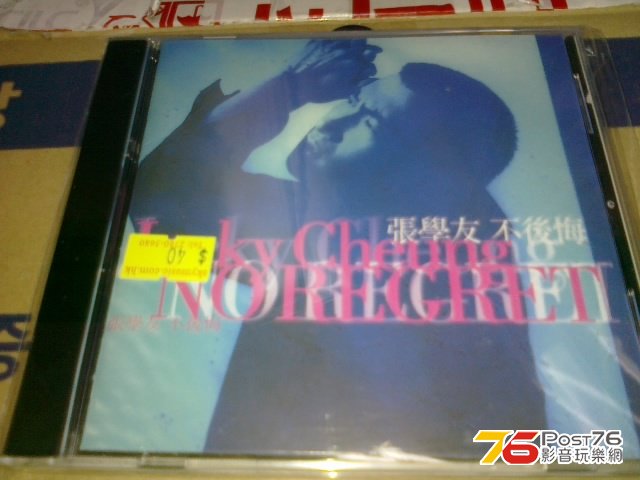 張學友 不後悔
Jacky Cheung
NO REGRET
張學友 不後悔
$ 40
76 Post76
影音玩樂網